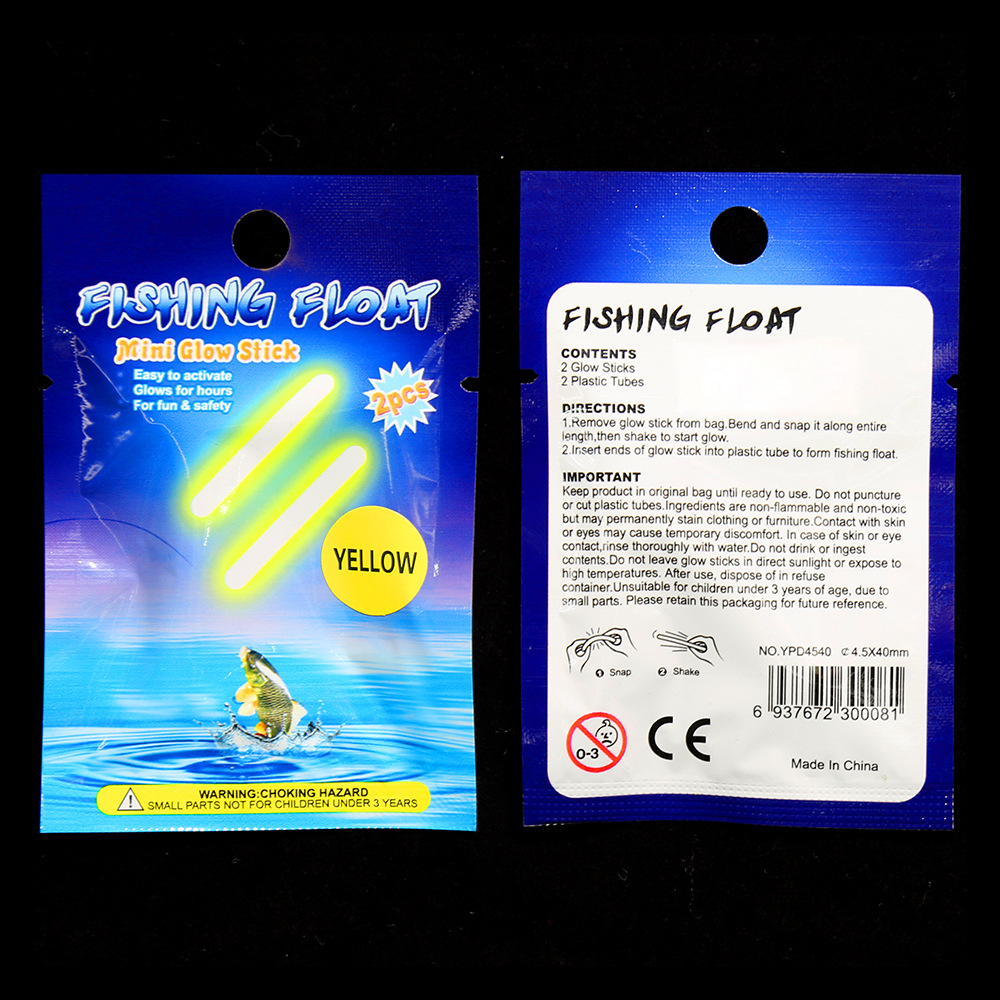 FISHING FLOAT
Mini Glow Stick
Easy to activate
Glows for hours
For fun & safety
2pcs
YELLOW
WARNING:CHOKING HAZARD
SMALL PARTS NOT FOR CHILDREN UNDER 3 YEARS
FISHING FLOAT
CONTENTS
2 Glow Sticks
2 Plastic Tubes
DIRECTIONS
1.Remove glow stick from bag.Bend and snap it along entire
length,then shake to start glow.
2.Insert ends of glow stick into plastic tube to form fishing float.
IMPORTANT
Keep product in original bag until ready to use. Do not puncture
or cut plastic tubes.Ingredients are non-flammable and non-toxic
but may permanently stain clothing or furniture.Contact with skin
or eyes may cause temporary discomfort. In case of skin or eye
contact,rinse thoroughly with water.Do not drink or ingest
contents.Do not leave glow sticks in direct sunlight or expose to
high temperatures. After use, dispose of in refuse
container.Unsuitable for children under 3 years of age, due to
small parts. Please retain this packaging for future reference.
1 Snap 2 Shake
NO.YPD4540 ¢4.5X40mm
6 937672 300081
0-3
CE
Made In China